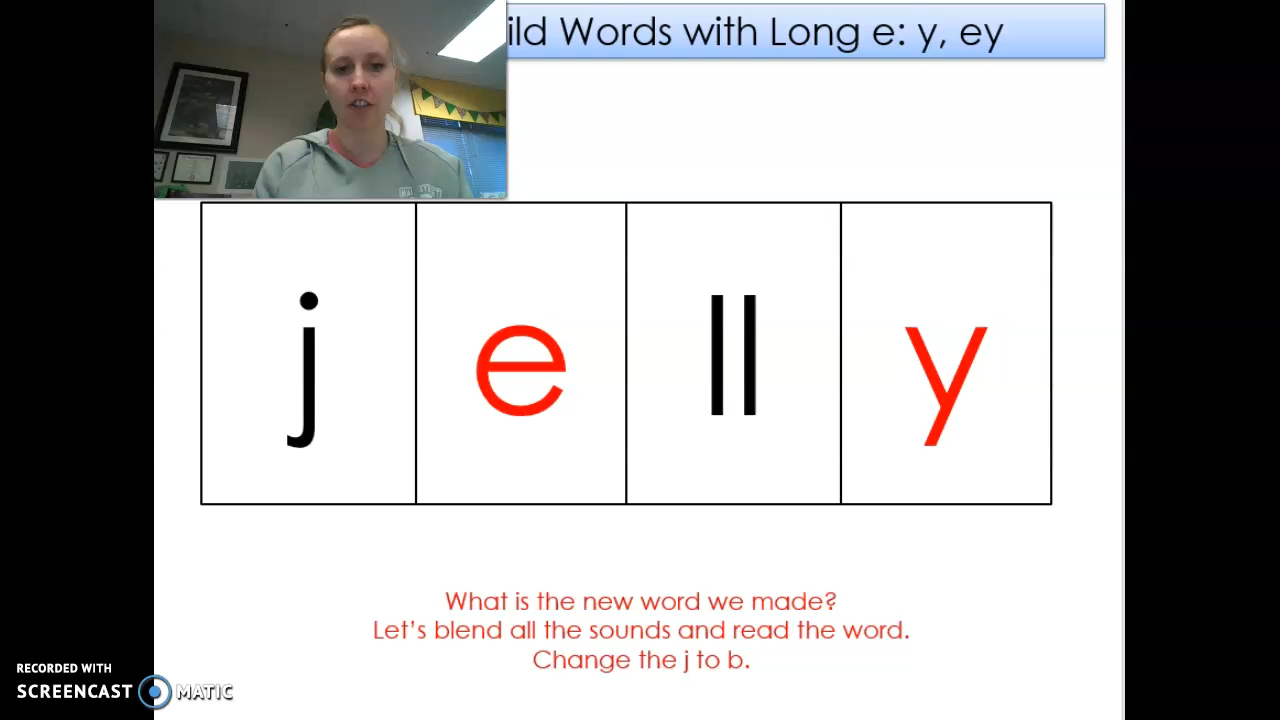 ild Words with Long e: y, ey
j e ll y
What is the new word we made?
Let's blend all the sounds and read the word.
Change the j to b.
RECORDED WITH
SCREENCAST MATIC